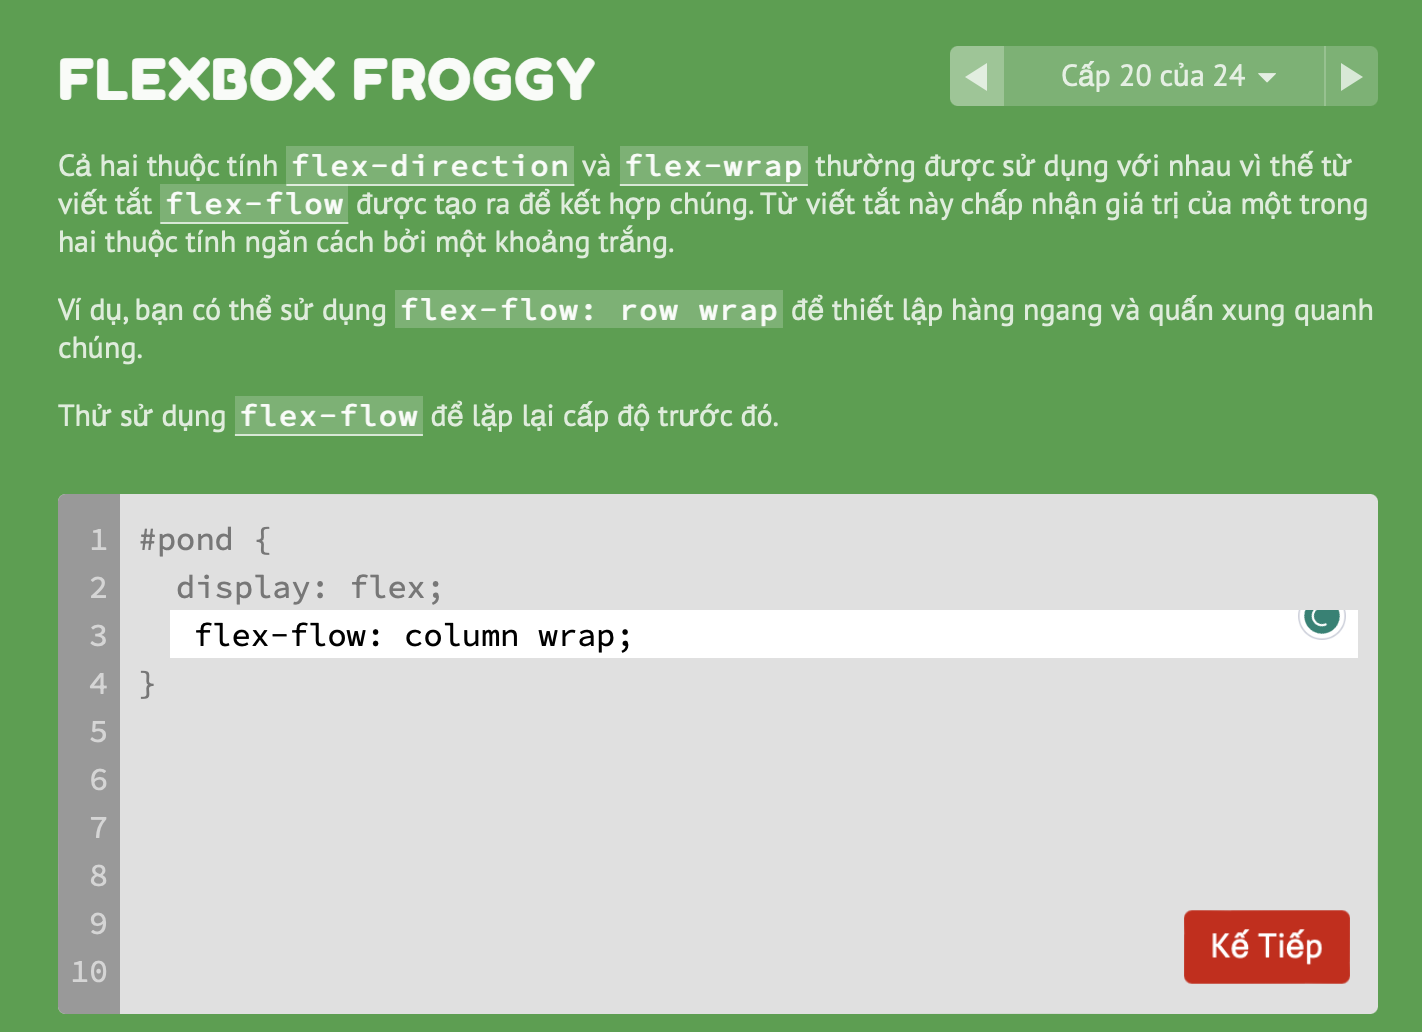 FLEXBOX FROGGY
Cấp 20 của 24
Cả hai thuộc tính flex-direction và flex-wrap thường được sử dụng với nhau vì thế từ
viết tắt flex-flow được tạo ra để kết hợp chúng. Từ viết tắt này chấp nhận giá trị của một trong
hai thuộc tính ngăn cách bởi một khoảng trắng.
Ví dụ, bạn có thể sử dụng flex-flow: row wrap để thiết lập hàng ngang và quấn xung quanh
chúng.
Thử sử dụng flex-flow để lặp lại cấp độ trước đó.
1 #pond {
2 display: flex;
3 flex-flow: column wrap;
4 }
5
6
7
8
9
10
Kế Tiếp